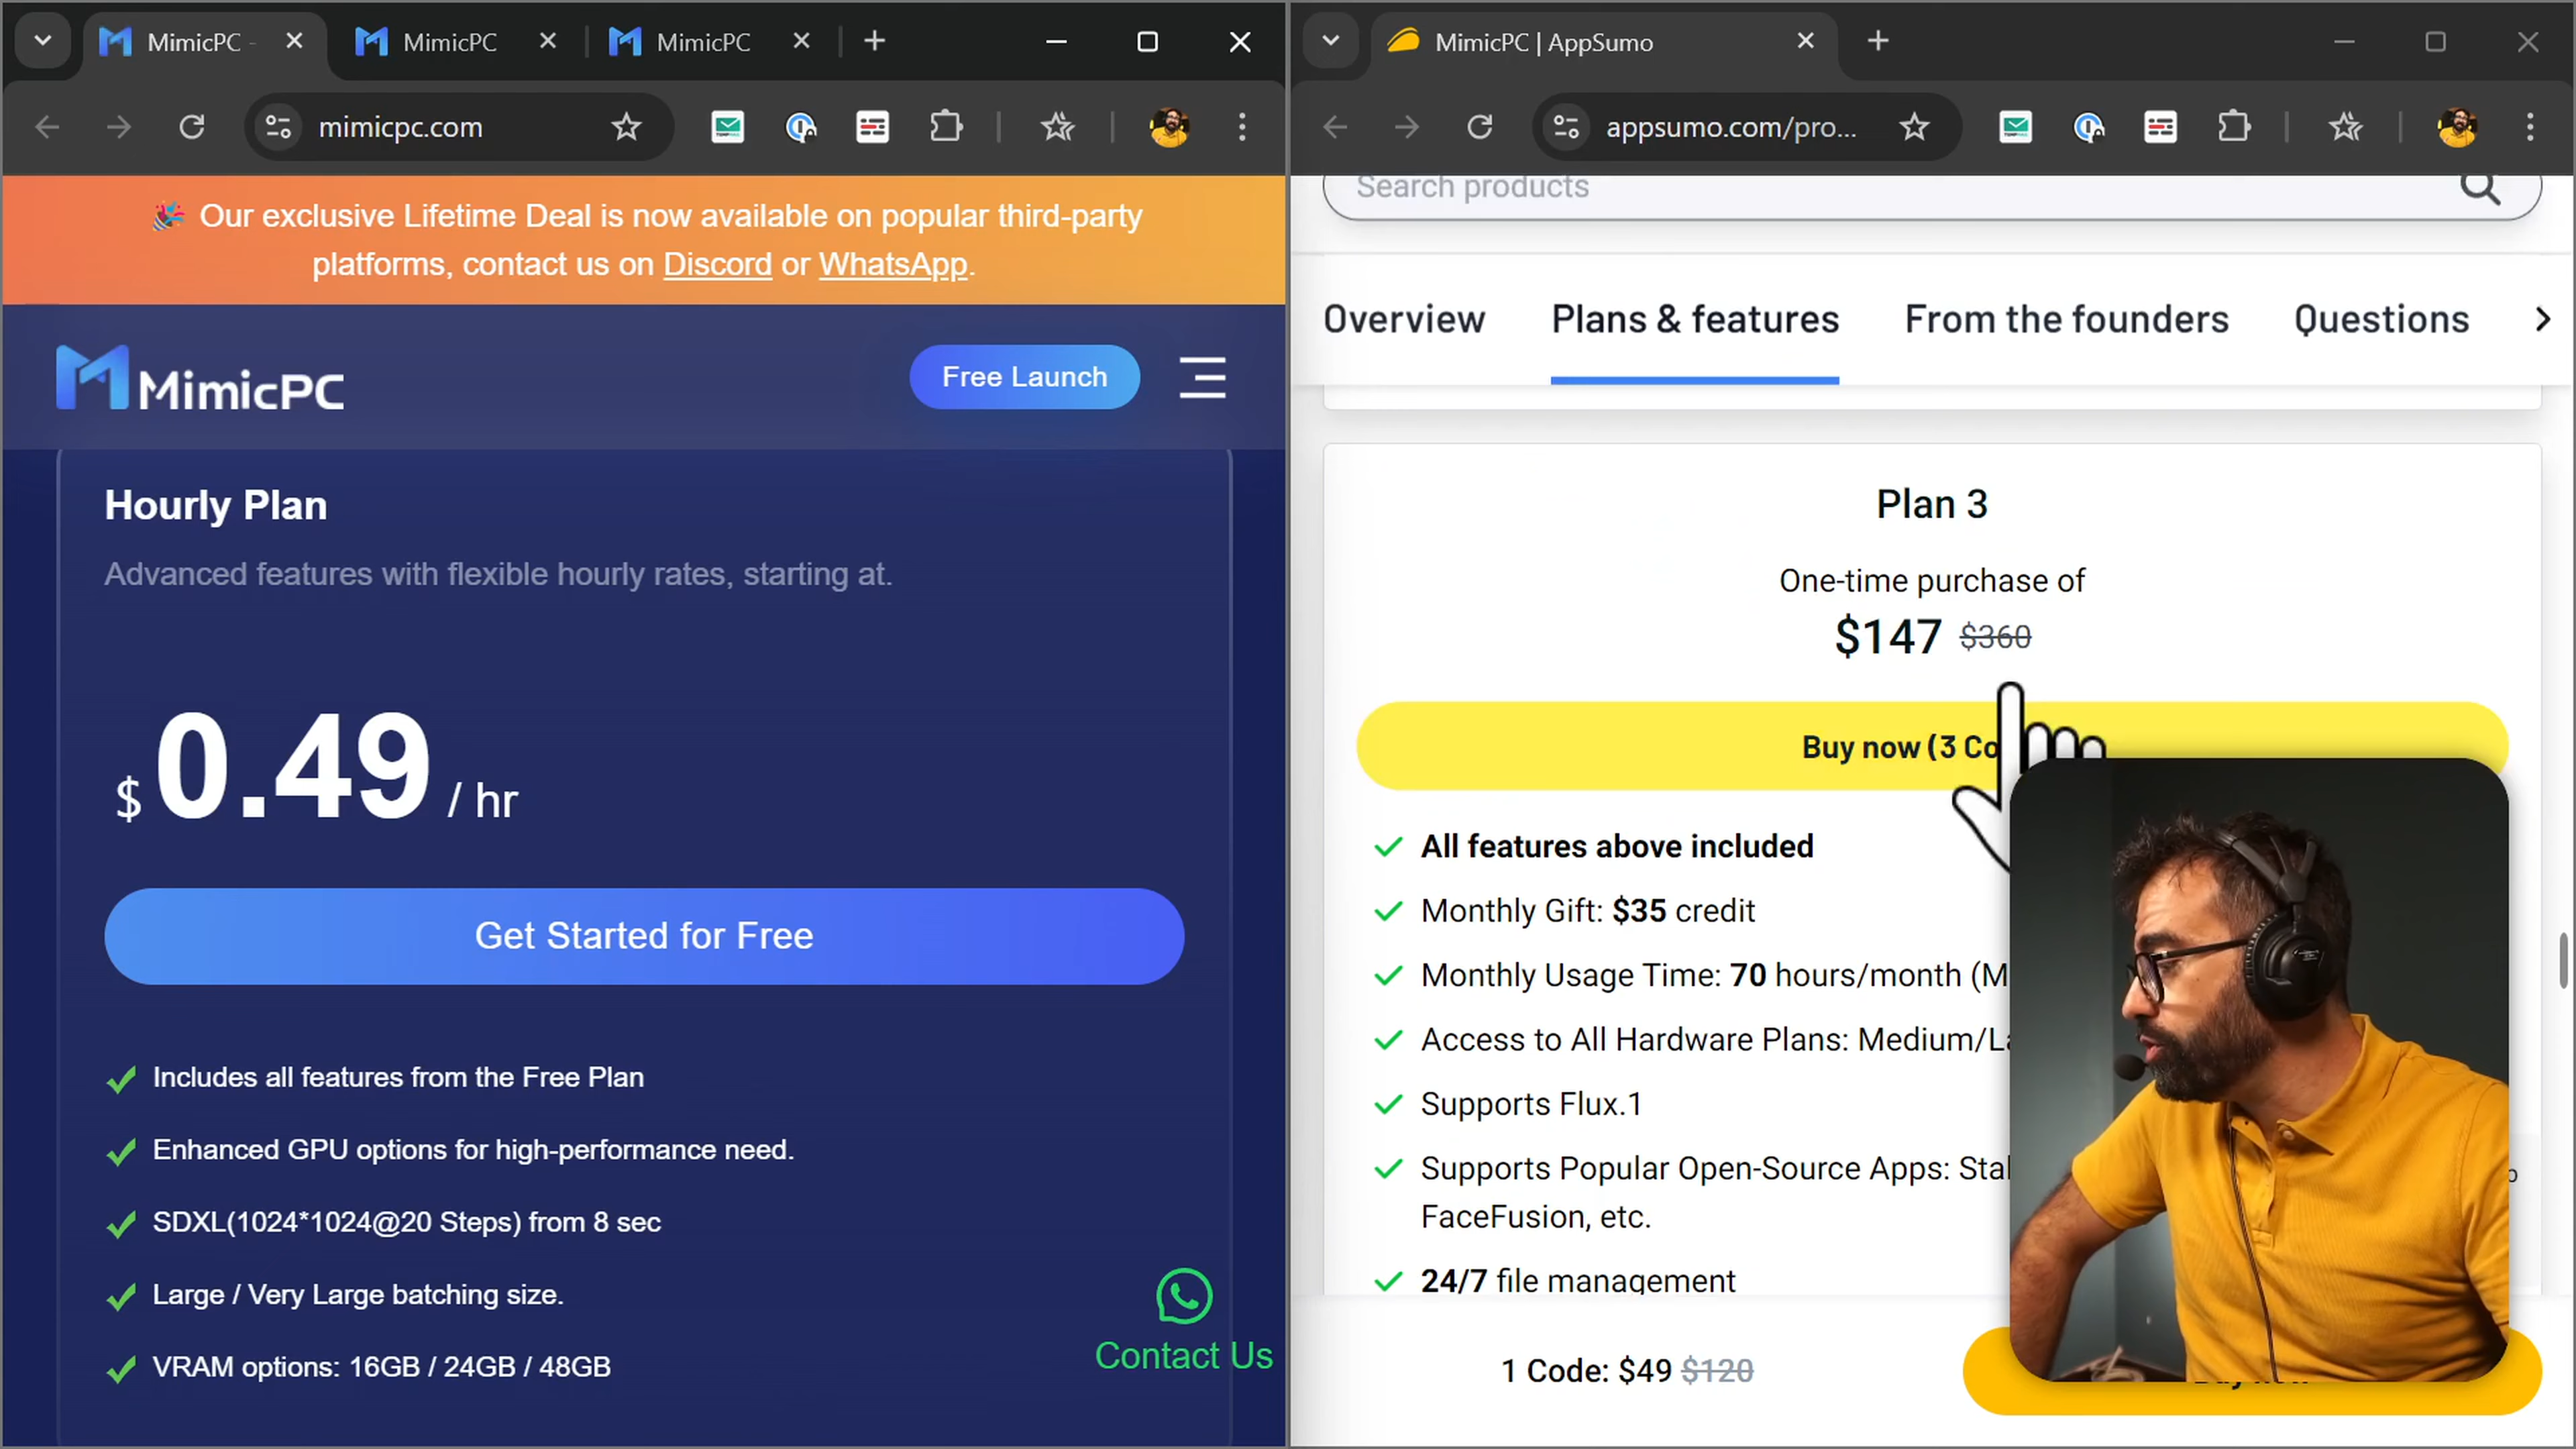 MimicPC -
MimicPC
MimicPC
mimicpc.com
Our exclusive Lifetime Deal is now available on popular third-party
platforms, contact us on Discord or WhatsApp.
MimicPC
Free Launch
Hourly Plan
Advanced features with flexible hourly rates, starting at.
$ 0.49 / hr
Get Started for Free
Includes all features from the Free Plan
Enhanced GPU options for high-performance need.
SDXL(1024*1024@20 Steps) from 8 sec
Large / Very Large batching size.
VRAM options: 16GB / 24GB / 48GB
Contact Us
MimicPC | AppSumo
appsumo.com/pro...
Search products
Overview
Plans & features
From the founders
Questions
Plan 3
One-time purchase of
$147 $360
Buy now (3 Co
All features above included
Monthly Gift: $35 credit
Monthly Usage Time: 70 hours/month (M
Access to All Hardware Plans: Medium/La
Supports Flux.1
Supports Popular Open-Source Apps: Sta
FaceFusion, etc.
24/7 file management
1 Code: $49 $120